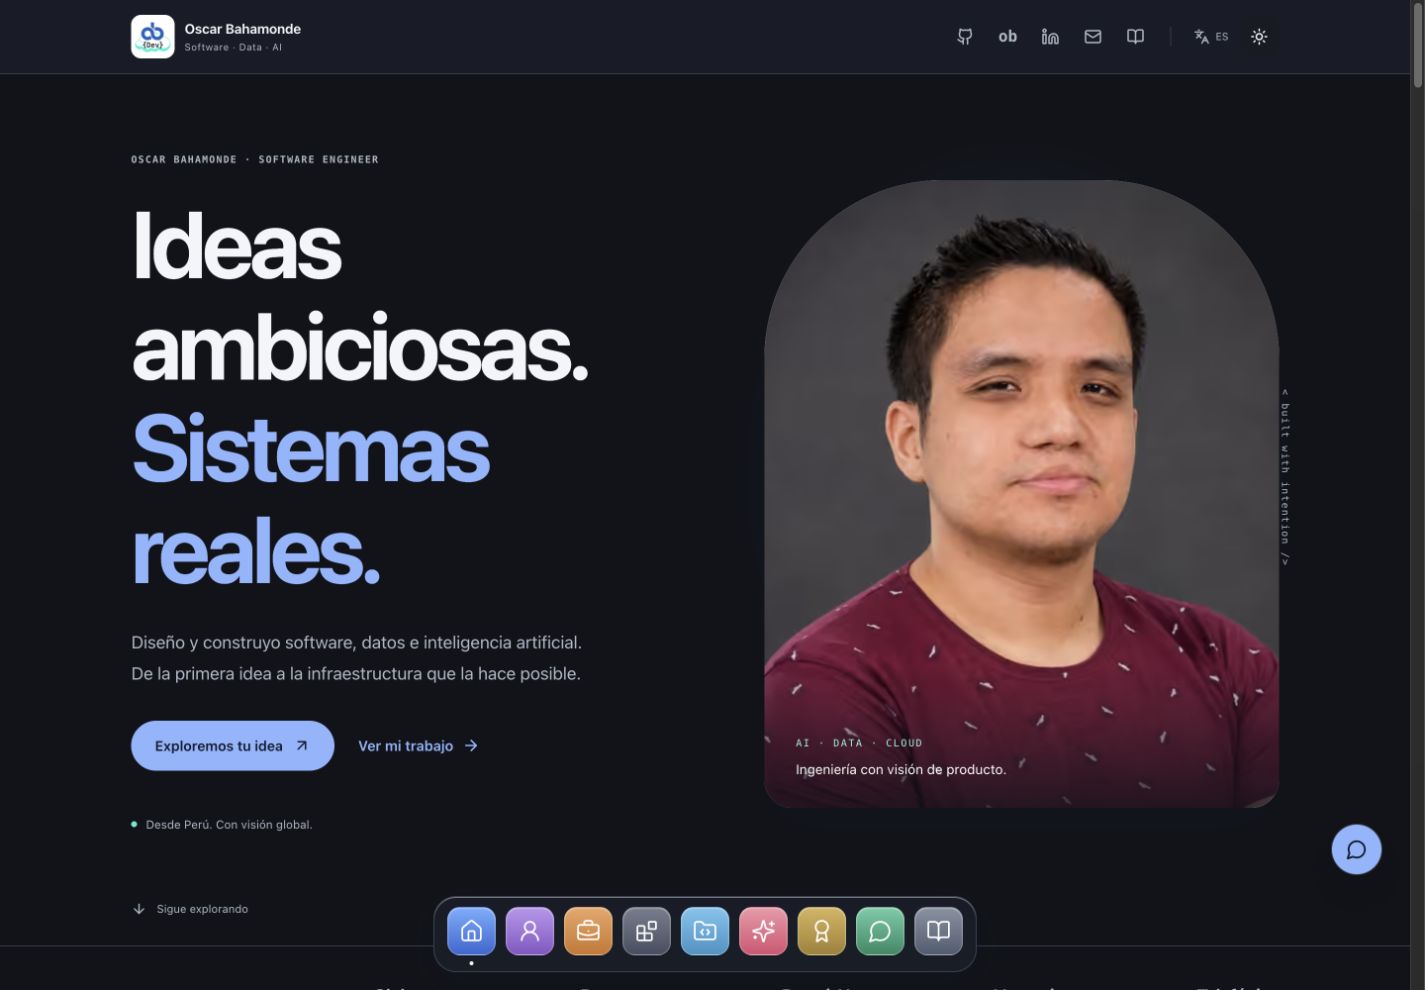 ob
{Dev}
Oscar Bahamonde
Software · Data · AI
ob
ES
OSCAR BAHAMONDE · SOFTWARE ENGINEER
Ideas
ambiciosas.
Sistemas
reales.
Diseño y construyo software, datos e inteligencia artificial.
De la primera idea a la infraestructura que la hace posible.
Exploremos tu idea
Ver mi trabajo
Desde Perú. Con visión global.
Sigue explorando
AI · DATA · CLOUD
Ingeniería con visión de producto.
< built with intention />